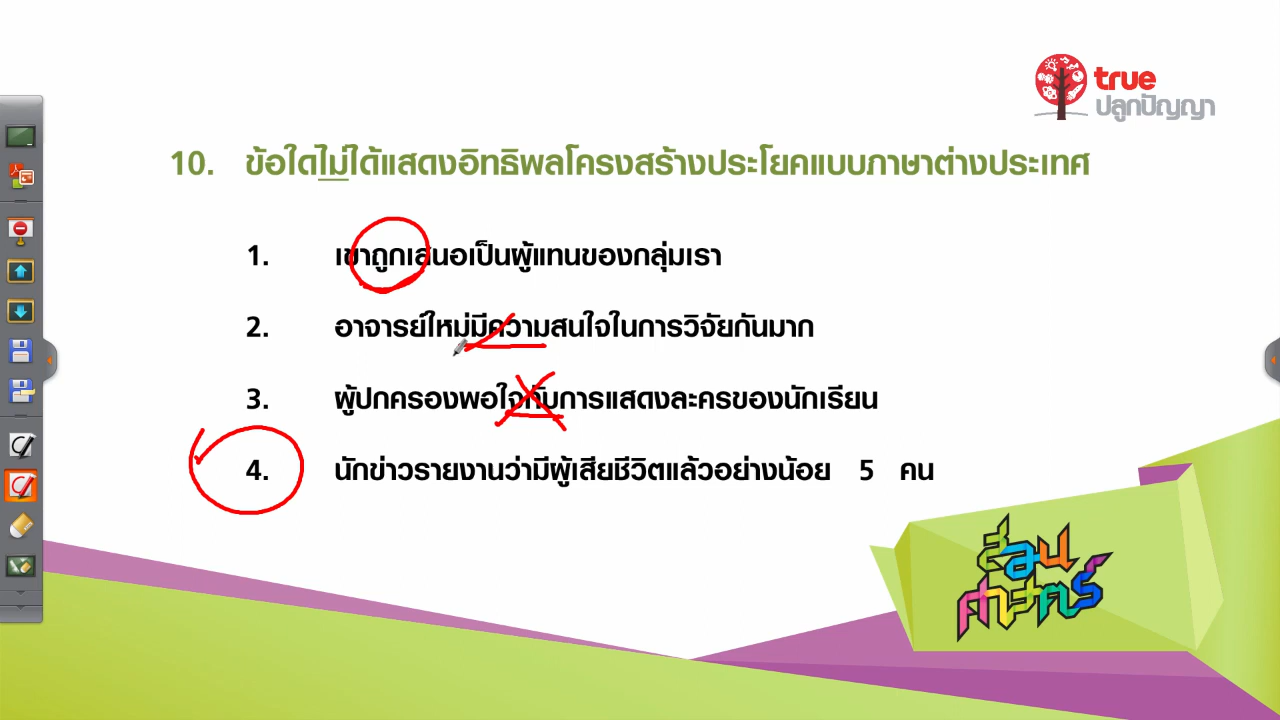 true
ปลูกปัญญา
10. ข้อใดไม่ได้แสดงอิทธิพลโครงสร้างประโยคแบบภาษาต่างประเทศ
1. เขาถูกเสนอเป็นผู้แทนของกลุ่มเรา
2. อาจารย์ใหม่มีความสนใจในการวิจัยกันมาก
3. ผู้ปกครองพอใจกับการแสดงละครของนักเรียน
4. นักข่าวรายงานว่ามีผู้เสียชีวิตแล้วอย่างน้อย 5 คน
สอน
ศาสตร์